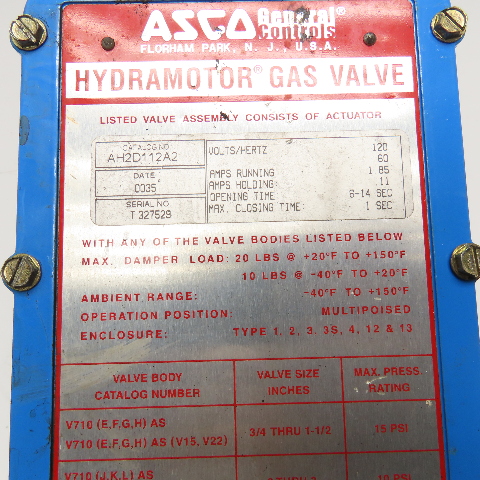 ASCO General Controls®
FLORHAM PARK, N. J., U.S.A.
HYDRAMOTOR® GAS VALVE
LISTED VALVE ASSEMBLY CONSISTS OF ACTUATOR
CATALOG NO.
AH2D112A2
DATE
0035
SERIAL NO
T 327529
VOLTS/HERTZ 120
60
AMPS RUNNING 1.85
AMPS HOLDING: .11
OPENING TIME 6-14 SEC
MAX. CLOSING TIME: 1 SEC
WITH ANY OF THE VALVE BODIES LISTED BELOW
MAX. DAMPER LOAD: 20 LBS @ +20°F TO +150°F
10 LBS @ -40°F TO +20°F
AMBIENT RANGE: -40°F TO +150°F
OPERATION POSITION: MULTIPOISED
ENCLOSURE: TYPE 1, 2, 3, 3S, 4, 12 & 13
VALVE BODY CATALOG NUMBER
VALVE SIZE INCHES
MAX. PRESS. RATING
V710 (E,F,G,H) AS
V710 (E,F,G,H) AS (V15, V22)
3/4 THRU 1-1/2
15 PSI
V710 (J,K,L) AS